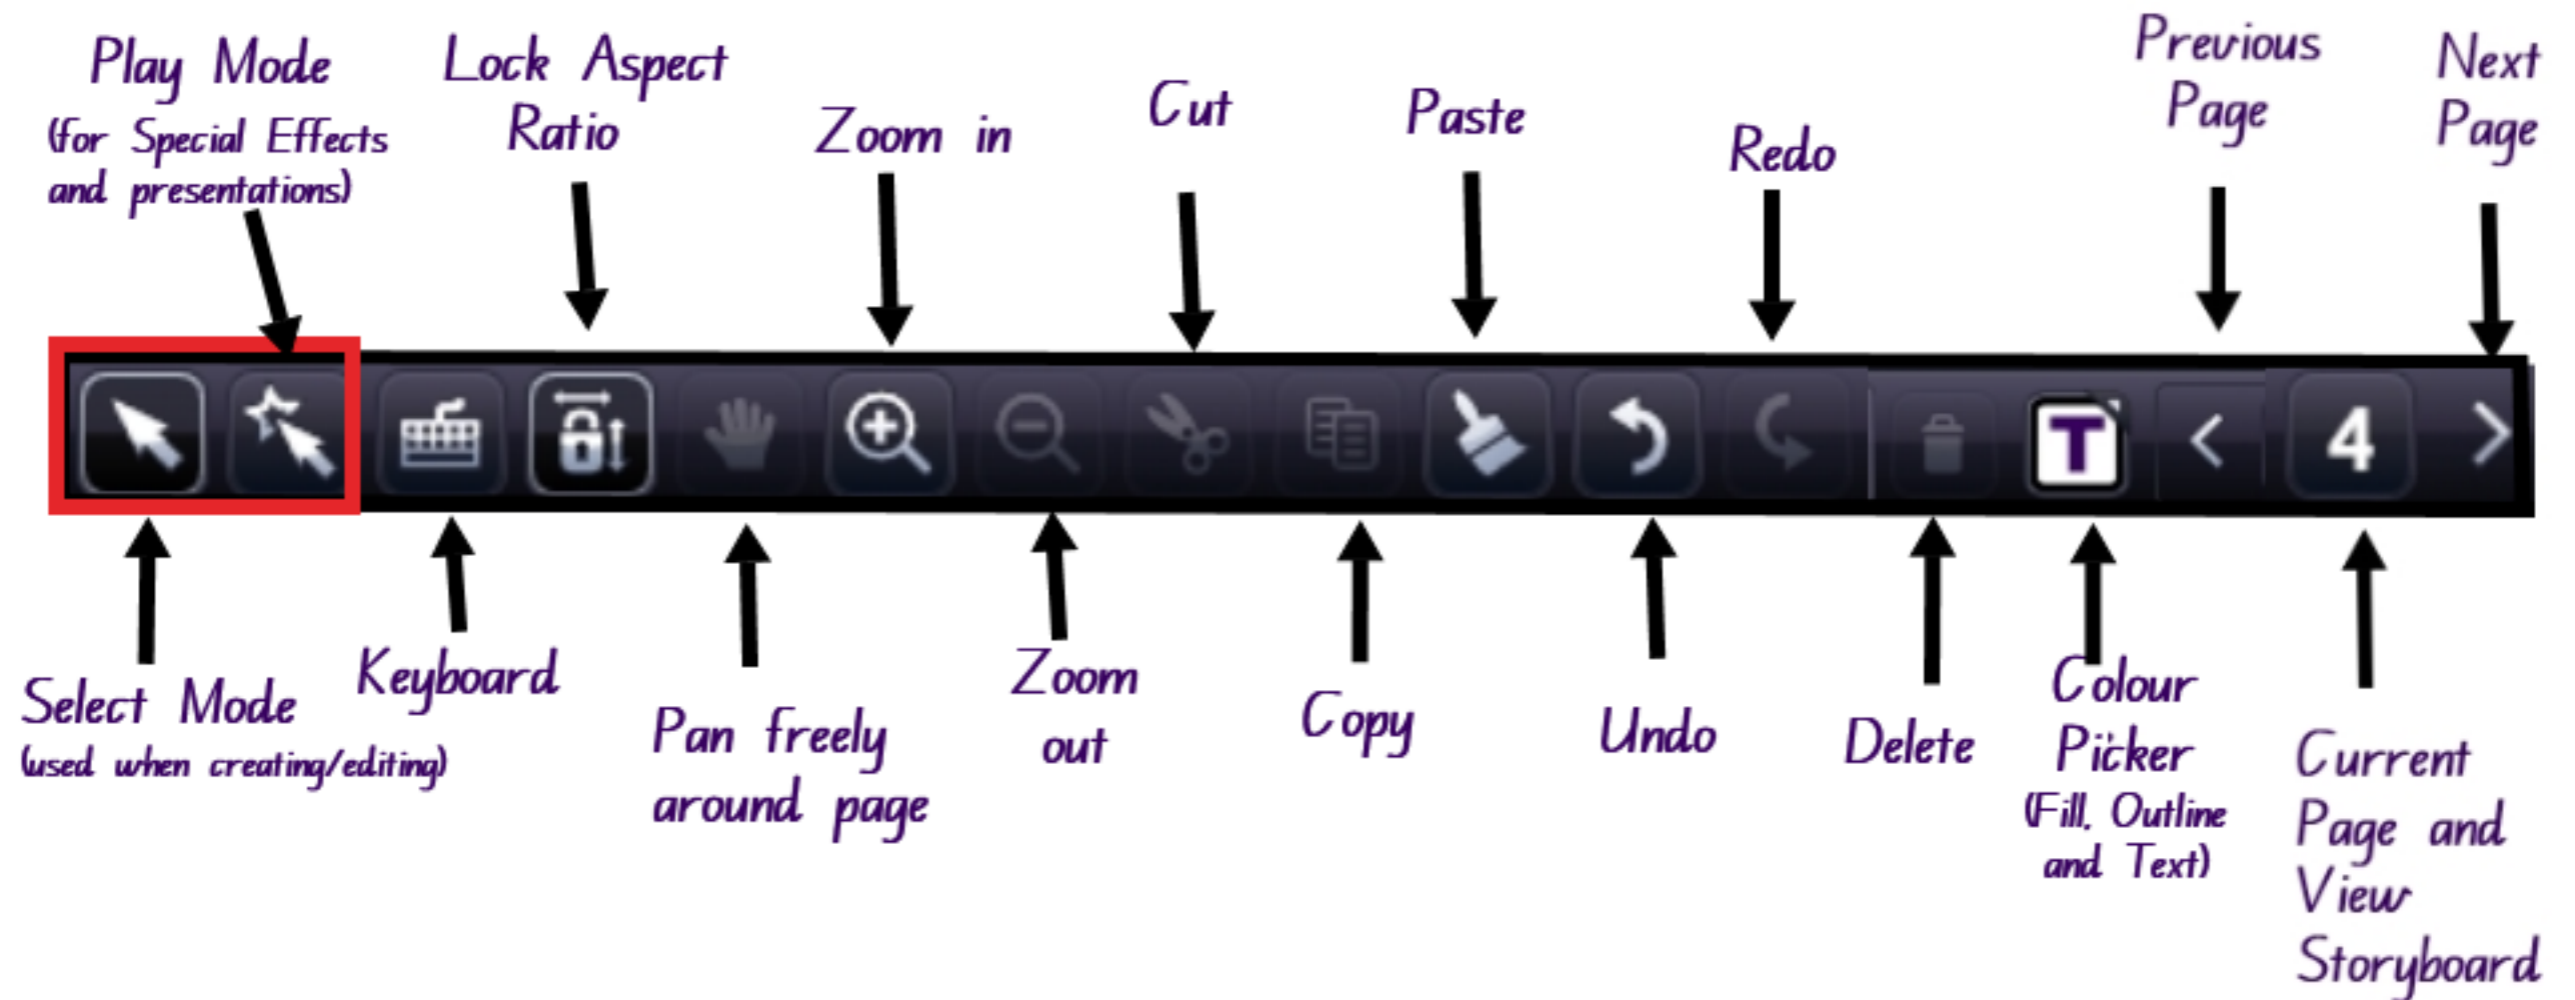 Play Mode
(for Special Effects
and presentations)
Lock Aspect
Ratio
Zoom in
Cut
Paste
Redo
Previous
Page
Next
Page
T
4
Select Mode
(used when creating/editing)
Keyboard
Pan freely
around page
Zoom
out
Copy
Undo
Delete
Colour
Picker
(Fill, Outline
and Text)
Current
Page and
View
Storyboard